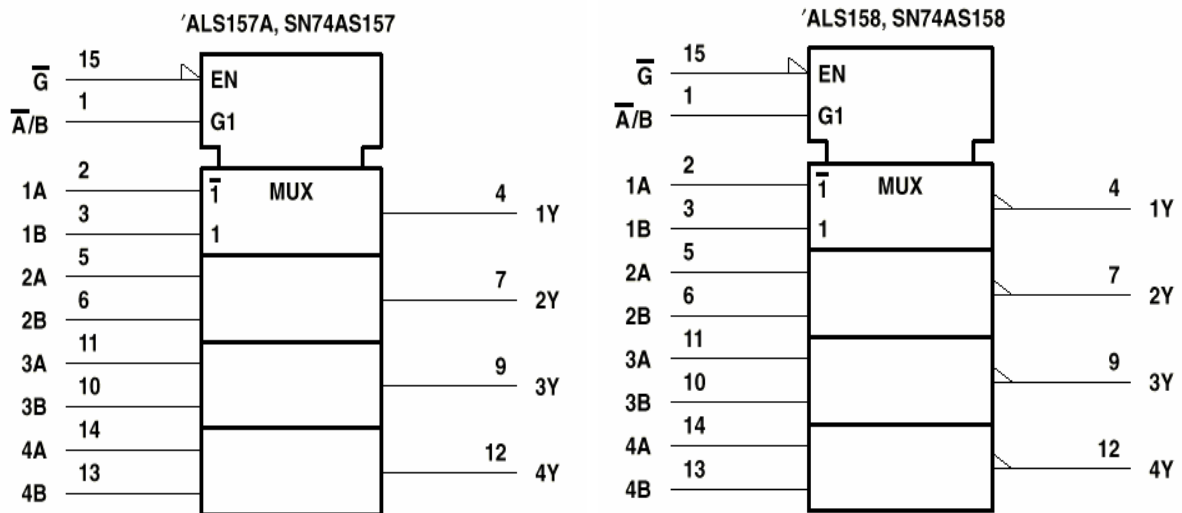 ′ALS157A, SN74AS157
G̅ 15 EN
A̅/B 1 G1
1A 2 1̅ MUX
4 1Y
1B 3 1
2A 5
7 2Y
2B 6
3A 11
9 3Y
3B 10
4A 14
12 4Y
4B 13
′ALS158, SN74AS158
G̅ 15 EN
A̅/B 1 G1
1A 2 1̅ MUX
4 1Y
1B 3 1
2A 5
7 2Y
2B 6
3A 11
9 3Y
3B 10
4A 14
12 4Y
4B 13